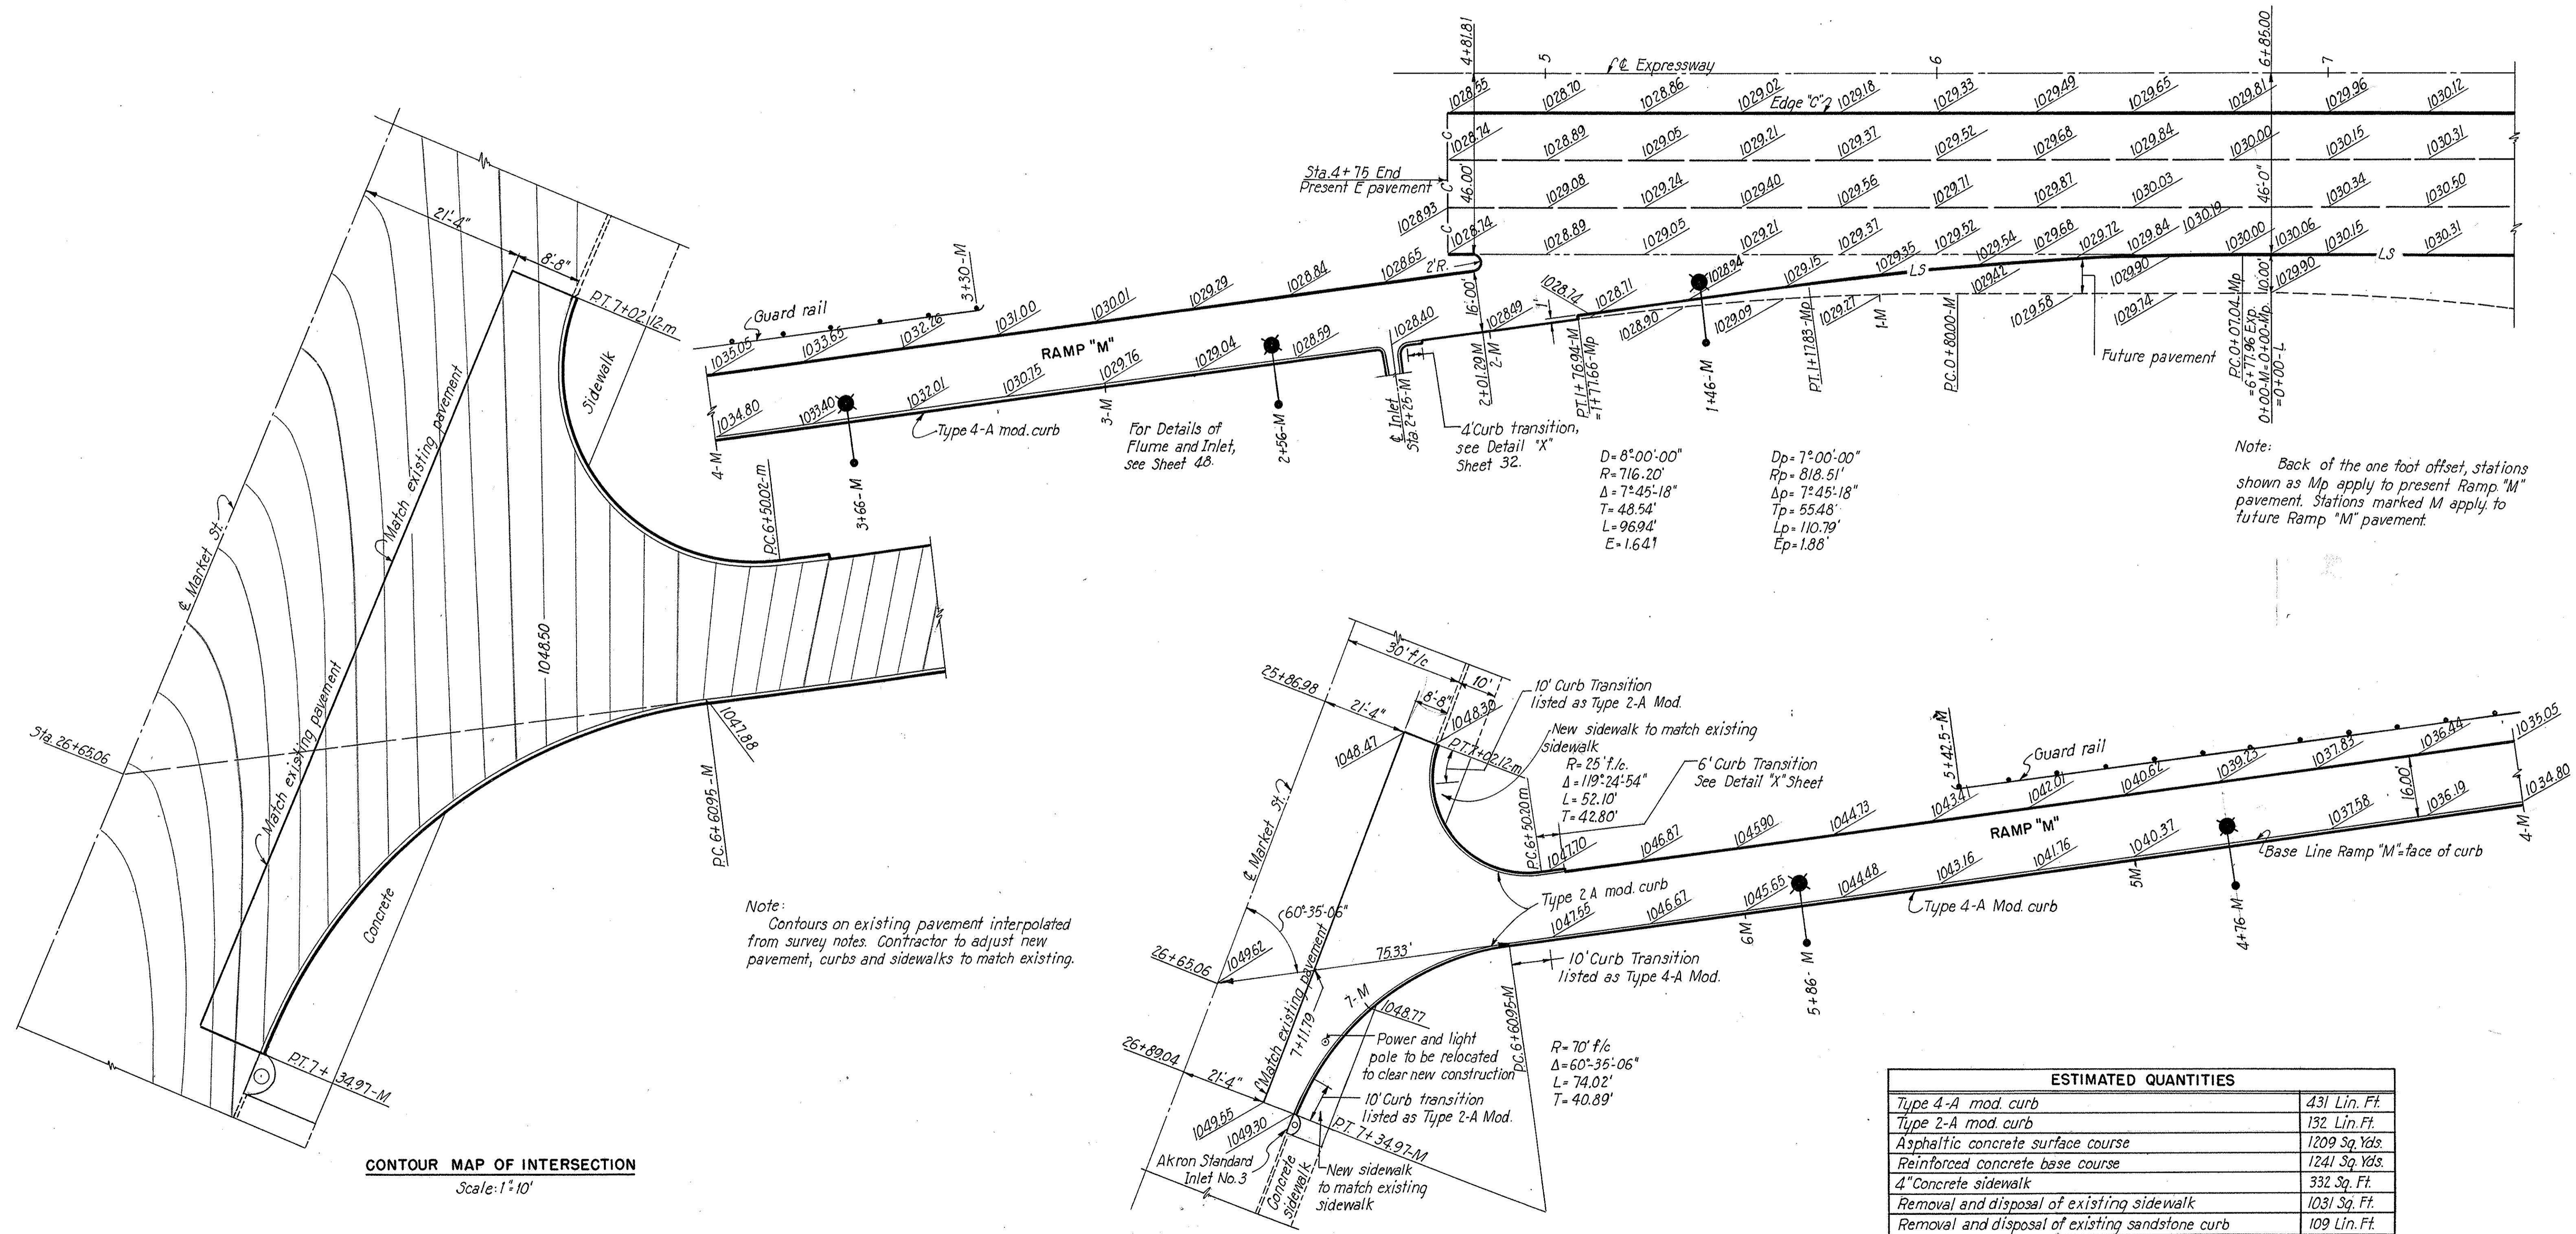 4+81.81
5
₵ Expressway
6
6+85.00
7
1028.55
1028.70
1028.86
1029.02
Edge "C"
1029.18
1029.33
1029.49
1029.65
1029.81
1029.96
1030.12
C
1028.74
1028.89
1029.05
1029.21
1029.37
1029.52
1029.68
1029.84
1030.00
1030.15
1030.31
Sta.4+75 End
Present E pavement
C
46.00'
46'-0"
1028.93
1029.08
1029.24
1029.40
1029.56
1029.71
1029.87
1030.03
1030.19
1030.34
1030.50
C
1028.74
1028.89
1029.05
1029.21
1029.37
1029.52
1029.68
1029.84
1030.00
1030.15
1030.31
1028.74
1028.71
1028.94
1029.15
1029.35
LS
1029.54
1029.72
1029.90
1030.06
LS
1028.90
1029.09
1029.27
1029.42
1029.58
1029.74
1029.90
10.00'
1'
2'R.
16.00'
Future pavement
P.T.1+76.94-M
=1+77.66-Mp
1+46-M
P.T.1+17.83-Mp
1-M
P.C.0+80.00-M
P.C.0+07.04-Mp
=6+77.96 Exp.
0+00-M=0+00-Mp.
=0+00-L
3+30-M
Guard rail
1035.05
1033.65
1032.26
1031.00
1030.01
1029.29
1028.84
1028.65
RAMP "M"
1034.80
1033.40
1032.01
1030.75
1029.76
1029.04
1028.59
1028.40
1028.49
4-M
3+66-M
Type 4-A mod.curb
3-M
For Details of
Flume and Inlet,
see Sheet 48.
2+56-M
₵ Inlet
Sta. 2+25-M
4'Curb transition,
see Detail "X"
Sheet 32.
2+01.29M
2-M
D=8°-00'-00"
R=716.20'
Δ=7°-45'-18"
T=48.54'
L=96.94'
E=1.641
Dp=7°-00'-00"
Rp=818.51'
Δp=7°-45'-18"
Tp=55.48'
Lp=110.79'
Ep=1.88'
Note:
Back of the one foot offset, stations
shown as Mp apply to present Ramp. "M"
pavement. Stations marked M apply to
future Ramp "M" pavement.
21'-4"
8'-8"
P.T.7+02.12-m
Sidewalk
Match existing pavement
₵ Market St.
P.C.6+50.02-m
1048.50
Match existing pavement
Sta. 26+65.06
1047.88
P.C.6+60.95-M
Concrete
P.T.7+34.97-M
Note:
Contours on existing pavement interpolated
from survey notes. Contractor to adjust new
pavement, curbs and sidewalks to match existing.
CONTOUR MAP OF INTERSECTION
Scale:1"=10'
30' f/c
10'
8'-8"
25+86.98
21'-4"
1048.30
1048.47
P.T.7+02.12-m
10' Curb Transition
listed as Type 2-A Mod.
New sidewalk to match existing
sidewalk
R=25' f./c.
Δ=119°-24'-54"
L=52.10'
T=42.80'
6' Curb Transition
See Detail "X" Sheet
P.C.6+50.20m
₵ Market St.
5+42.5-M
Guard rail
1047.70
1046.87
1045.90
1044.73
1043.41
1042.01
1040.62
1039.23
1037.83
1036.44
1035.05
RAMP "M"
16.00'
1047.55
1046.67
1045.65
1044.48
1043.16
1041.76
1040.37
1037.58
1036.19
1034.80
Base Line Ramp "M"=face of curb
4-M
5M
4+76-M
6M
5+86-M
Type 4-A Mod. curb
Type 2A mod. curb
60°-35'-06"
75.33'
26+65.06
1049.62
Match existing pavement
7+11.79
7-M
1048.77
10' Curb Transition
listed as Type 4-A Mod.
P.C.6+60.95-M
Power and light
pole to be relocated
to clear new construction
10'Curb transition
listed as Type 2-A Mod.
R=70' f/c
Δ=60°-35'-06"
L=74.02'
T=40.89'
26+89.04
21'-4"
1049.55
1049.30
P.T. 7+34.97-M
Akron Standard
Inlet No.3
Concrete
sidewalk
New sidewalk
to match existing
sidewalk
ESTIMATED QUANTITIES
Type 4-A mod. curb 431 Lin. Ft.
Type 2-A mod. curb 132 Lin.Ft.
Asphaltic concrete surface course 1209 Sq.Yds.
Reinforced concrete base course 1241 Sq.Yds.
4"Concrete sidewalk 332 Sq. Ft.
Removal and disposal of existing sidewalk 1031 Sq. Ft.
Removal and disposal of existing sandstone curb 109 Lin.Ft.